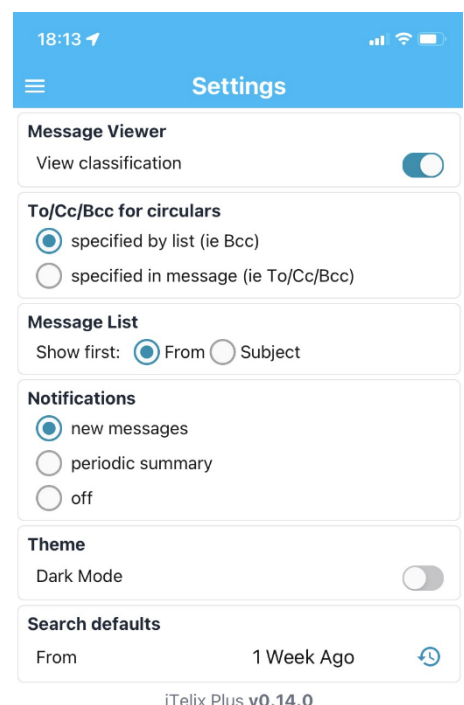 18:13
Settings
Message Viewer
View classification
To/Cc/Bcc for circulars
specified by list (ie Bcc)
specified in message (ie To/Cc/Bcc)
Message List
Show first: From Subject
Notifications
new messages
periodic summary
off
Theme
Dark Mode
Search defaults
From 1 Week Ago
iTelix Plus v0.14.0